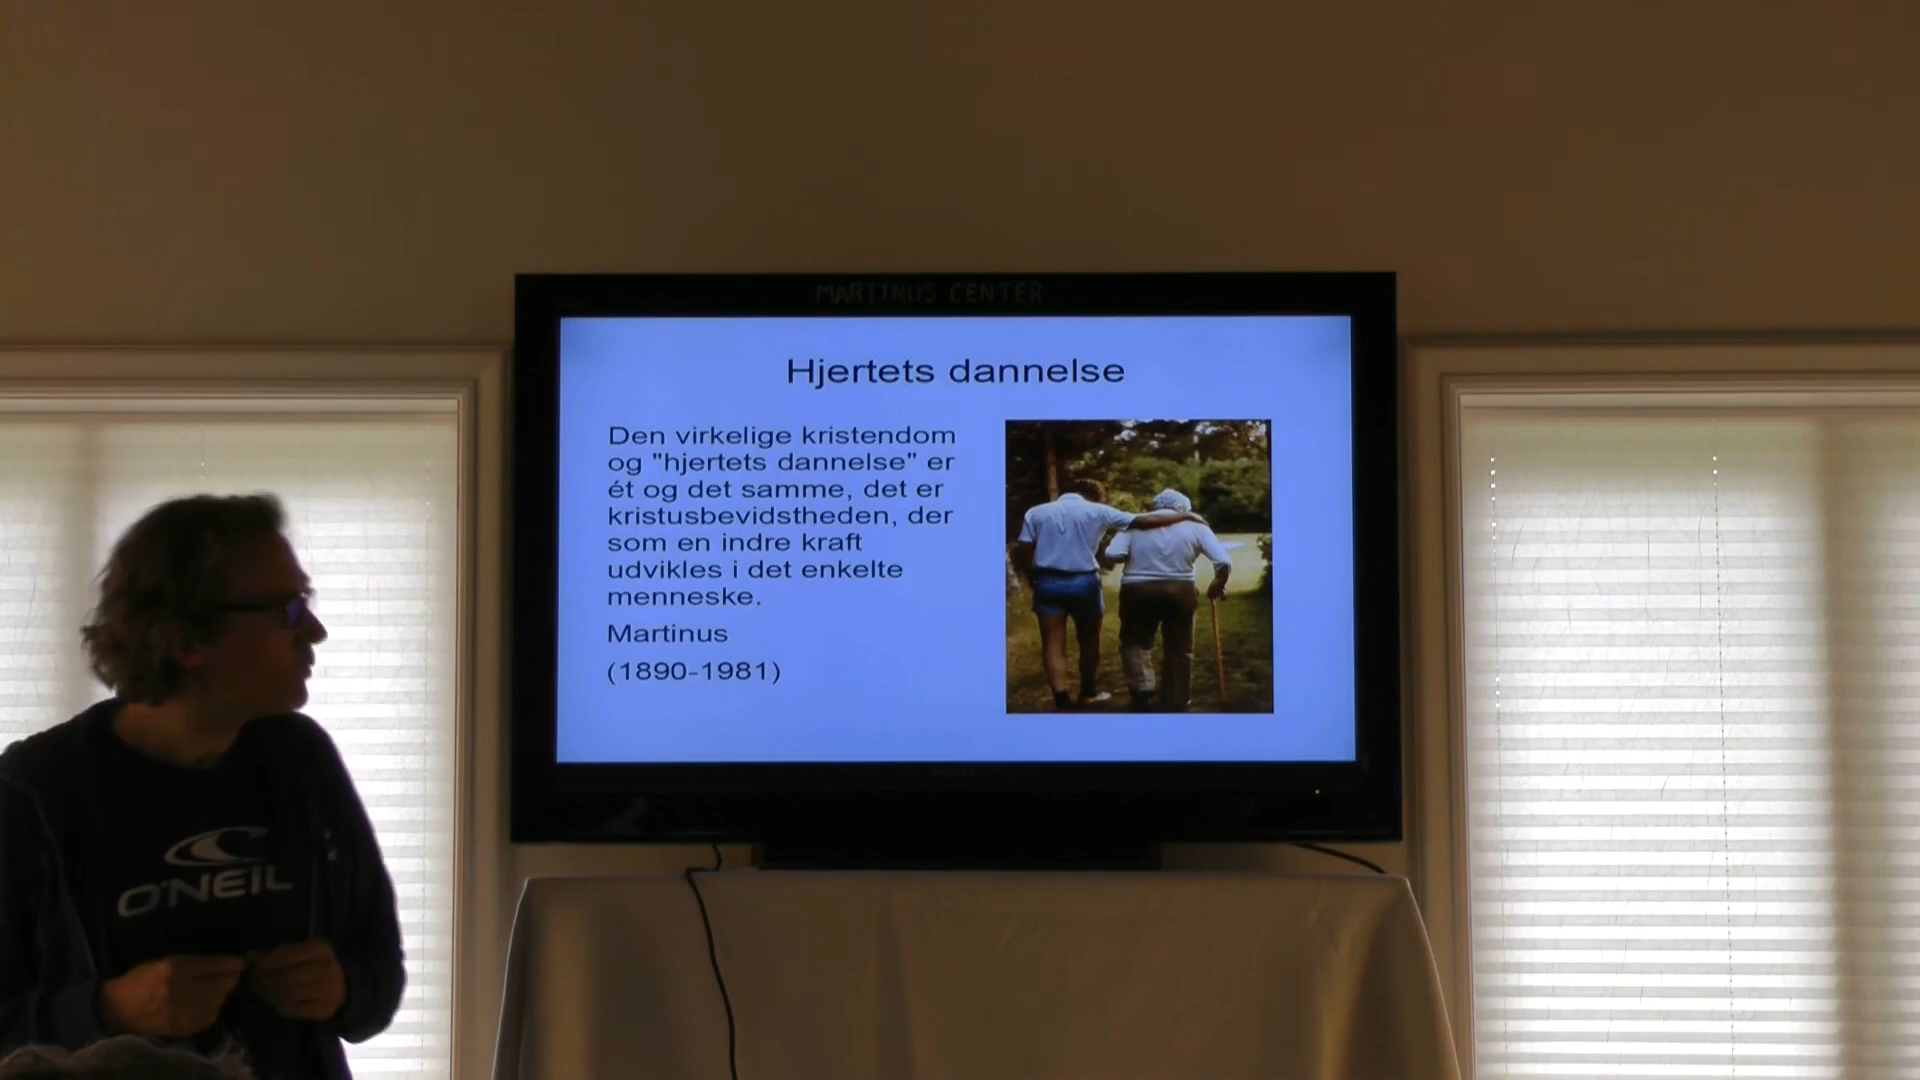 MARTINUS CENTER
Hjertets dannelse
Den virkelige kristendom
og "hjertets dannelse" er
ét og det samme, det er
kristusbevidstheden, der
som en indre kraft
udvikles i det enkelte
menneske.
Martinus
(1890-1981)
O'NEIL